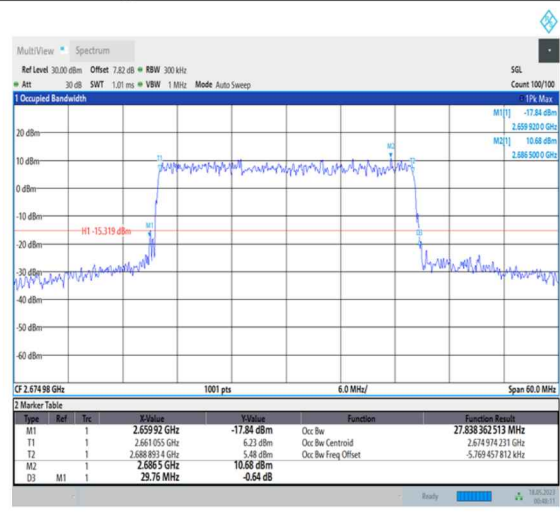 MultiView Spectrum
Ref Level 30.00 dBm Offset 7.82 dB RBW 300 kHz SGL
Att 30 dB SWT 1.01 ms VBW 1 MHz Mode Auto Sweep Count 100/100
1 Occupied Bandwidth 1Pk Max
M1[1] -17.84 dBm
2.659 920 0 GHz
M2[1] 10.68 dBm
2.686 500 0 GHz
20 dBm
M2
T1 T2
10 dBm
0 dBm
-10 dBm
M1
H1 -15.319 dBm
D3
-20 dBm
-30 dBm
-40 dBm
-50 dBm
-60 dBm
CF 2.674 98 GHz 1001 pts 6.0 MHz/ Span 60.0 MHz
2 Marker Table
Type Ref Trc X-Value Y-Value Function Function Result
M1 1 2.659 92 GHz -17.84 dBm Occ Bw 27.838 362 513 MHz
T1 1 2.661 055 GHz 6.23 dBm Occ Bw Centroid 2.674 974 231 GHz
T2 1 2.688 893 4 GHz 5.48 dBm Occ Bw Freq Offset -5.769 457 812 kHz
M2 1 2.686 5 GHz 10.68 dBm
D3 M1 1 29.76 MHz -0.64 dB
Ready 18.05.2023